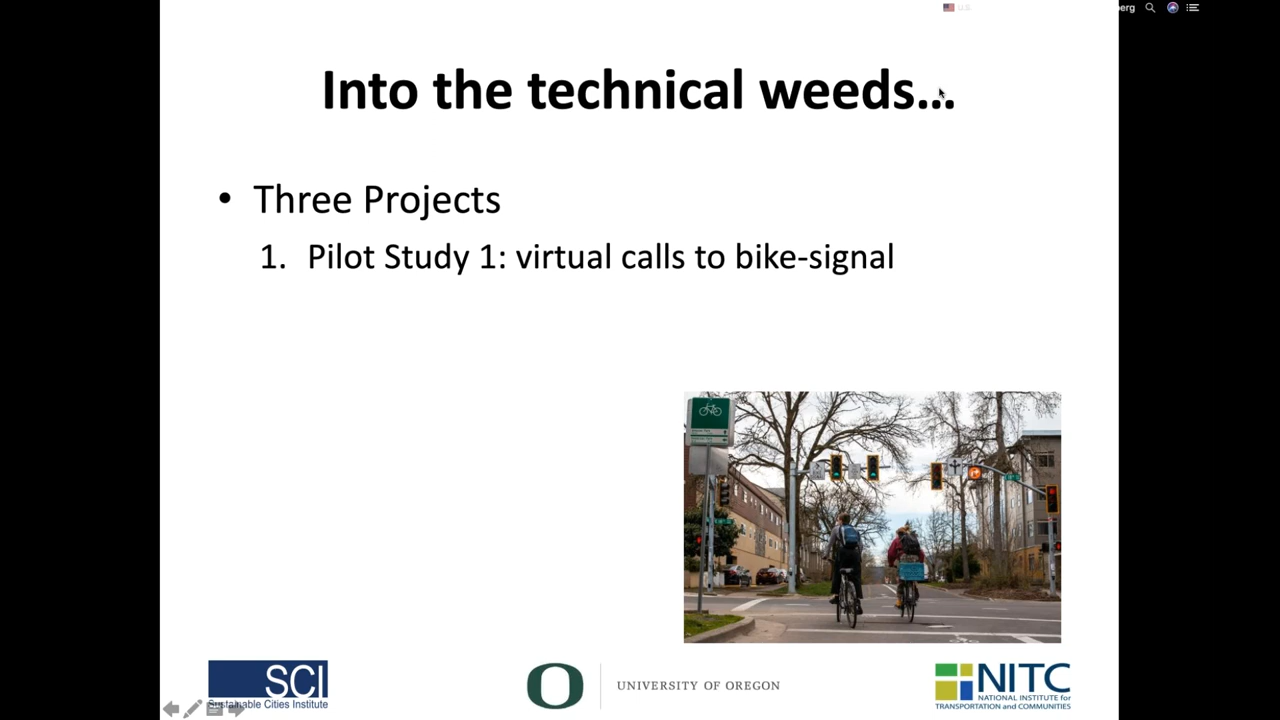 U.S.
erg
Into the technical weeds...
• Three Projects
1. Pilot Study 1: virtual calls to bike-signal
SCI
Sustainable Cities Institute
O
UNIVERSITY OF OREGON
NITC
NATIONAL INSTITUTE for
TRANSPORTATION and COMMUNITIES